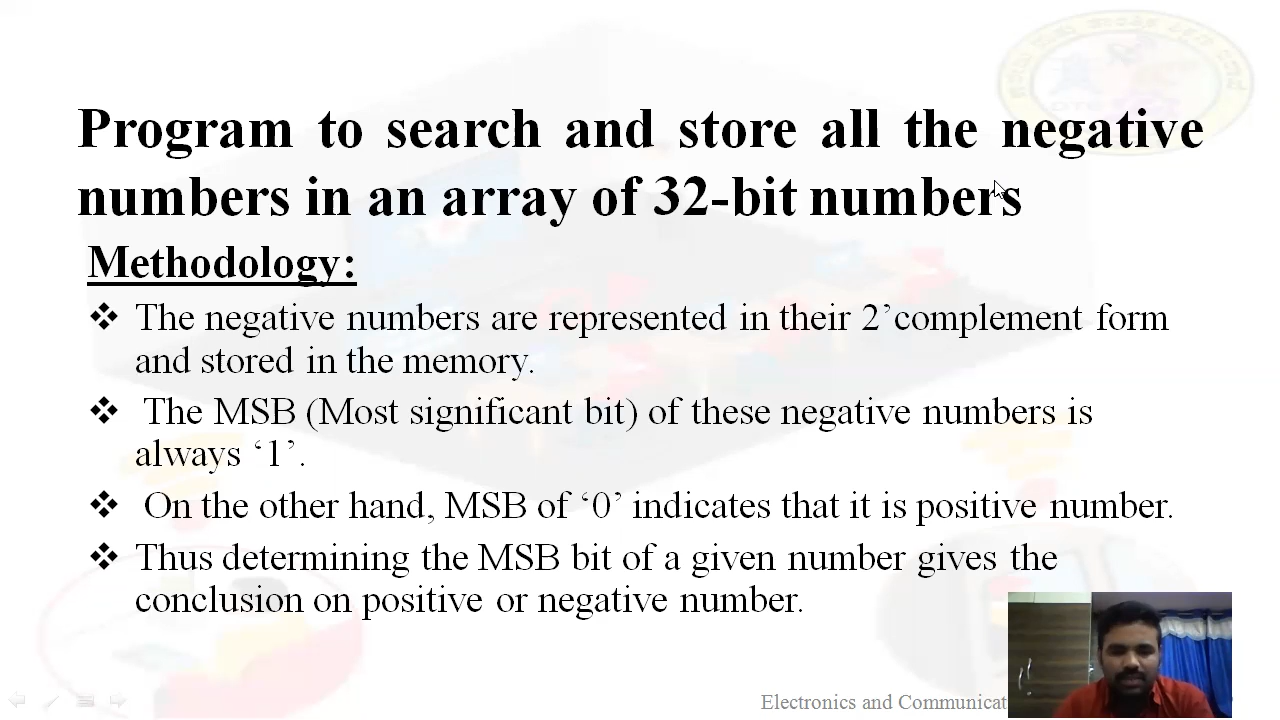 Program to search and store all the negative
numbers in an array of 32-bit numbers
Methodology:
❖ The negative numbers are represented in their 2’complement form
and stored in the memory.
❖ The MSB (Most significant bit) of these negative numbers is
always ‘1’.
❖ On the other hand, MSB of ‘0’ indicates that it is positive number.
❖ Thus determining the MSB bit of a given number gives the
conclusion on positive or negative number.
Electronics and Communicat